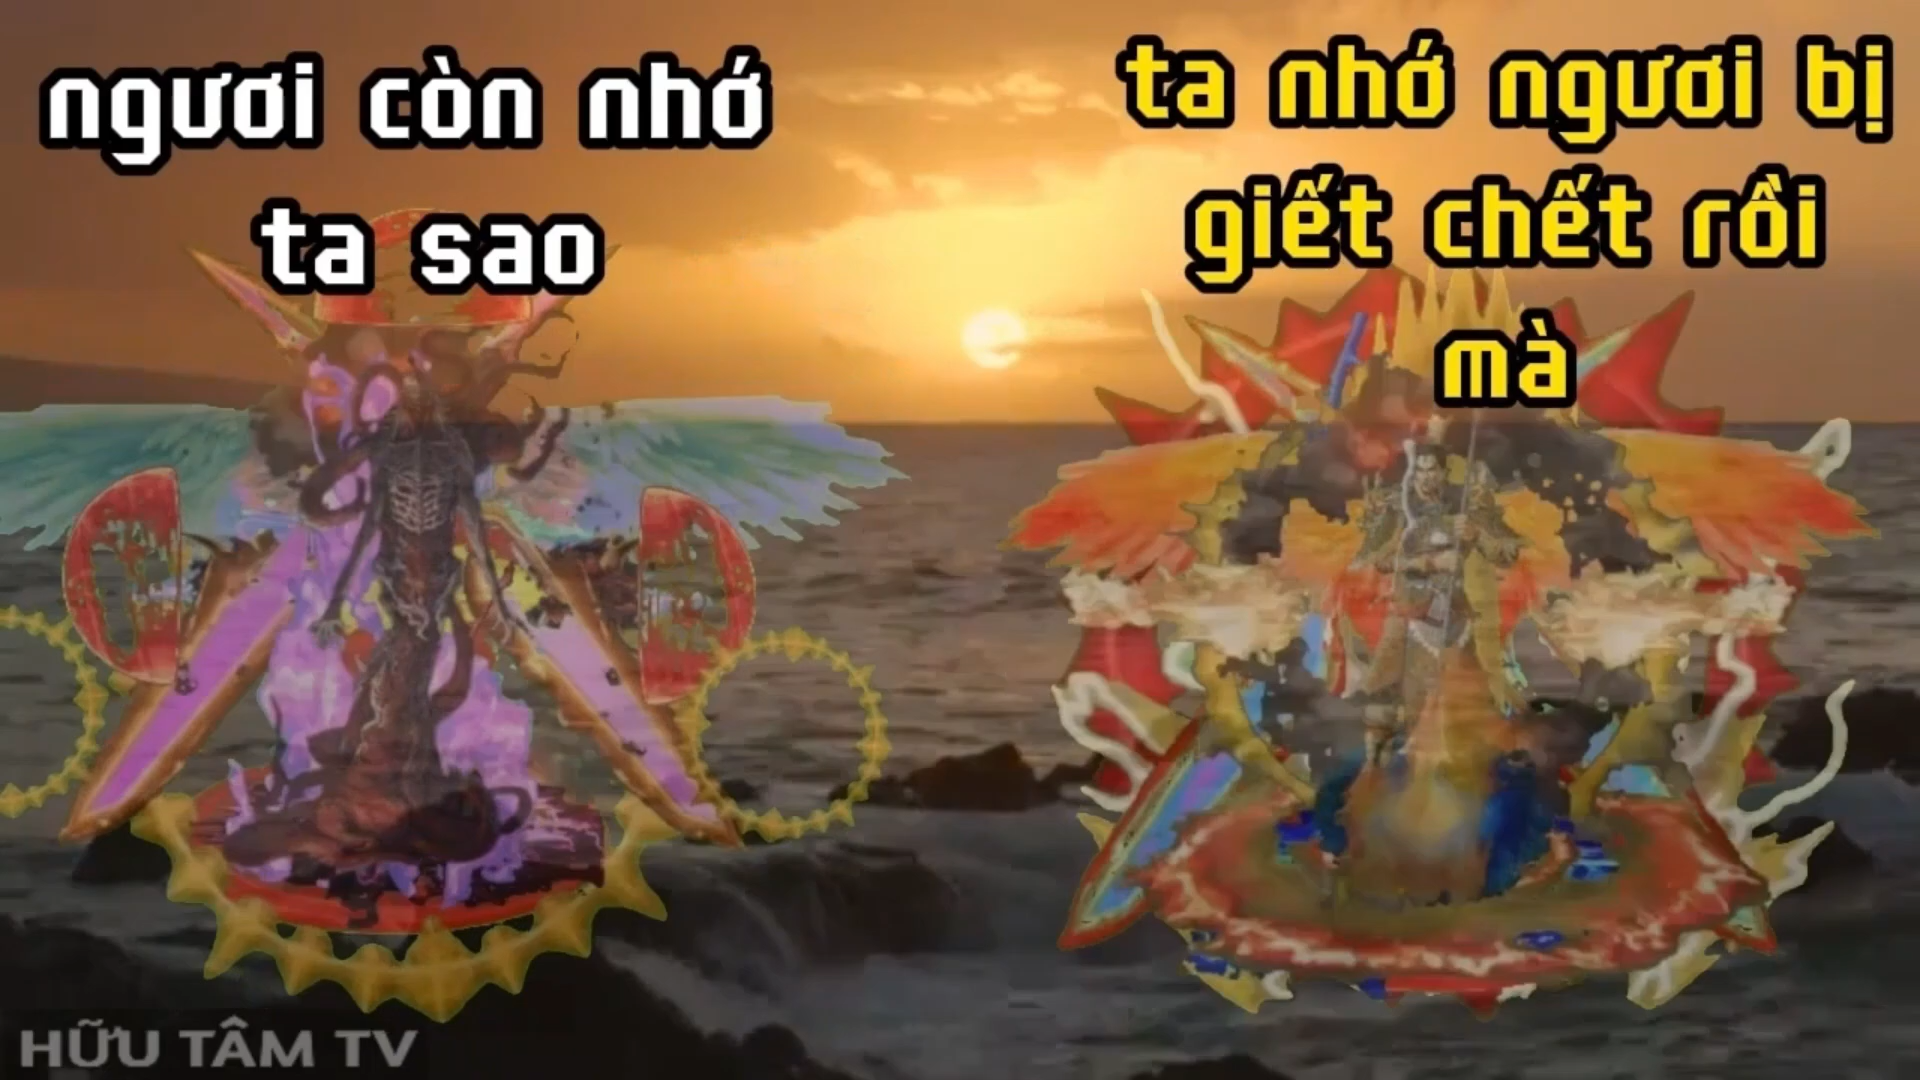 ngươi còn nhớ
ta sao
ta nhớ ngươi bị
giết chết rồi
mà
HỮU TÂM TV